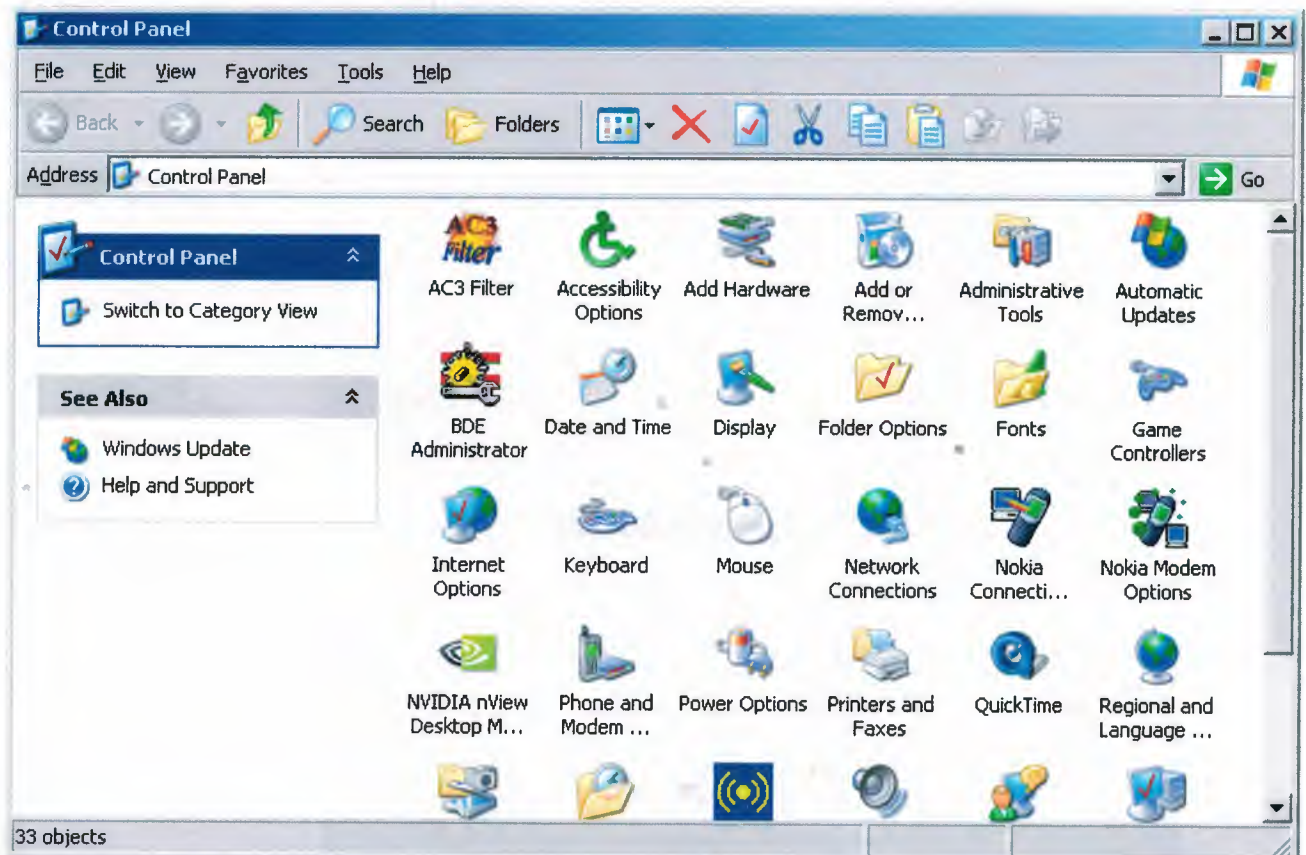 Control Panel
File Edit View Favorites Tools Help
Back Search Folders
Address Control Panel Go
Control Panel
Switch to Category View
See Also
Windows Update
Help and Support
AC3 Filter
AC3 Filter
Accessibility Options
Add Hardware
Add or Remov...
Administrative Tools
Automatic Updates
BDE Administrator
Date and Time
Display
Folder Options
Fonts
Game Controllers
Internet Options
Keyboard
Mouse
Network Connections
Nokia Connecti...
Nokia Modem Options
NVIDIA nView Desktop M...
Phone and Modem ...
Power Options
Printers and Faxes
QuickTime
Regional and Language ...
33 objects